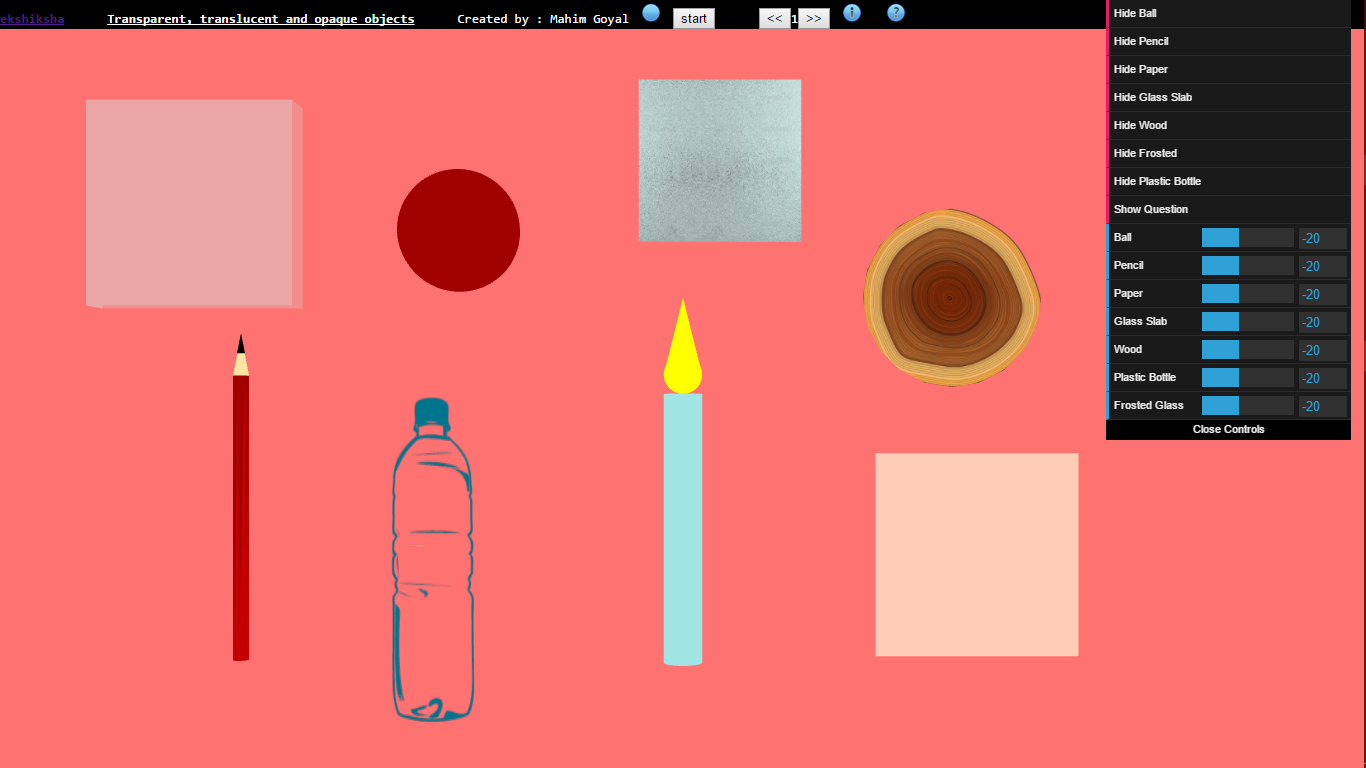 ekshiksha Transparent, translucent and opaque objects Created by : Mahim Goyal start << 1 >> i ?
Hide Ball
Hide Pencil
Hide Paper
Hide Glass Slab
Hide Wood
Hide Frosted
Hide Plastic Bottle
Show Question
Ball -20
Pencil -20
Paper -20
Glass Slab -20
Wood -20
Plastic Bottle -20
Frosted Glass -20
Close Controls